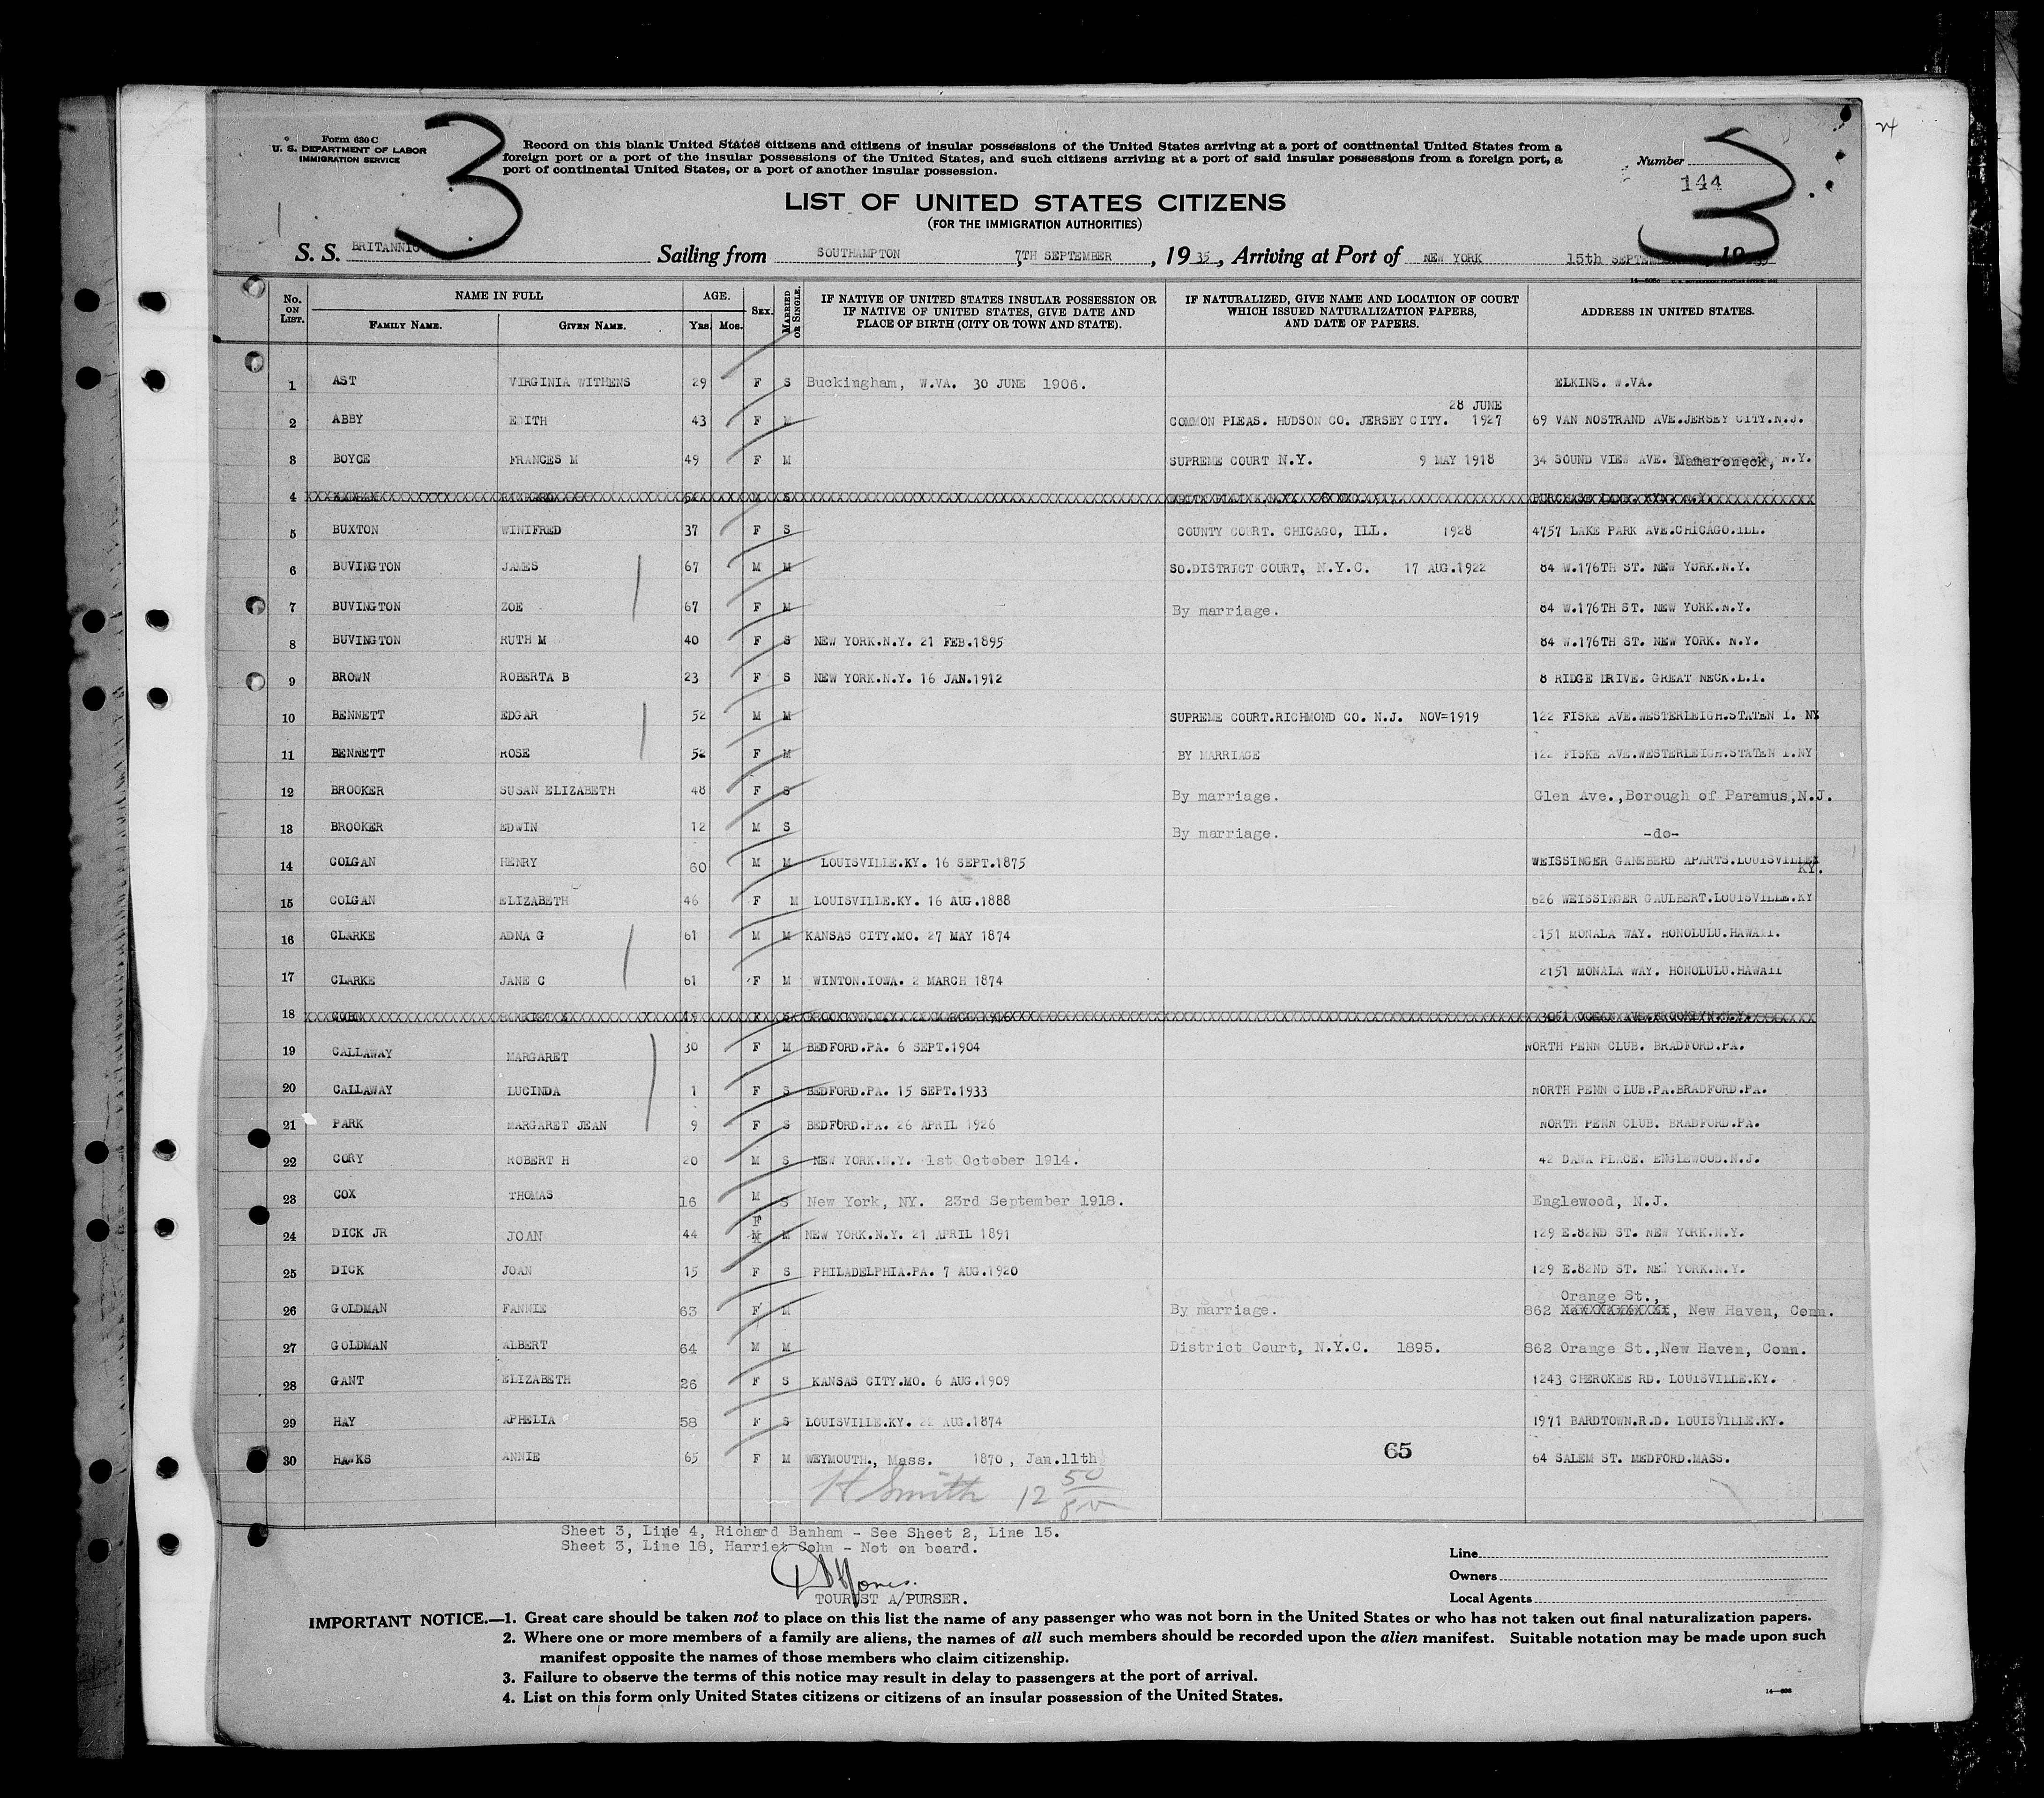 Form 630 C
U. S. DEPARTMENT OF LABOR
IMMIGRATION SERVICE
3
Record on this blank United States citizens and citizens of insular possessions of the United States arriving at a port of continental United States from a
foreign port or a port of the insular possessions of the United States, and such citizens arriving at a port of said insular possessions from a foreign port, a
port of continental United States, or a port of another insular possession.
Number
144
3
LIST OF UNITED STATES CITIZENS
(FOR THE IMMIGRATION AUTHORITIES)
S. S. BRITANNIC Sailing from SOUTHAMPTON , 7TH SEPTEMBER , 1935 , Arriving at Port of NEW YORK 15th SEPTEMBER 1935
No. ON LIST. NAME IN FULL AGE. SEX. MARRIED OR SINGLE. IF NATIVE OF UNITED STATES INSULAR POSSESSION OR IF NATIVE OF UNITED STATES, GIVE DATE AND PLACE OF BIRTH (CITY OR TOWN AND STATE). IF NATURALIZED, GIVE NAME AND LOCATION OF COURT WHICH ISSUED NATURALIZATION PAPERS, AND DATE OF PAPERS. ADDRESS IN UNITED STATES.
FAMILY NAME. GIVEN NAME. YRS. MOS.
1 AST VIRGINIA WITHENS 29 F S Buckingham, W.VA. 30 JUNE 1906. ELKINS. W.VA.
2 ABBY EDITH 43 F M COMMON PLEAS. HUDSON CO. JERSEY CITY. 28 JUNE 1927 69 VAN NOSTRAND AVE.JERSEY CITY.N.J.
3 BOYCE FRANCES M 49 F M SUPREME COURT N.Y. 9 MAY 1918 34 SOUND VIEW AVE. Mamaroneck, N.Y.
4
5 BUXTON WINIFRED 37 F S COUNTY COURT. CHICAGO, ILL. 1928 4757 LAKE PARK AVE.CHICAGO.ILL.
6 BUVINGTON JAMES 67 M M SO.DISTRICT COURT, N.Y.C. 17 AUG.1922 84 W.176TH ST. NEW YORK.N.Y.
7 BUVINGTON ZOE 67 F M By marriage. 84 W.176TH ST. NEW YORK.N.Y.
8 BUVINGTON RUTH M 40 F S NEW YORK.N.Y. 21 FEB.1895 84 W.176TH ST. NEW YORK. N.Y.
9 BROWN ROBERTA B 23 F S NEW YORK.N.Y. 16 JAN.1912 8 RIDGE DRIVE. GREAT NECK.L.I.
10 BENNETT EDGAR 52 M M SUPREME COURT.RICHMOND CO. N.J. NOV=1919 122 FISKE AVE.WESTERLEIGH.STATEN I. NY
11 BENNETT ROSE 52 F M BY MARRIAGE 122 FISKE AVE.WESTERLEIGH.STATEN I.NY
12 BROOKER SUSAN ELIZABETH 48 F S By marriage. Glen Ave.,Borough of Paramus,N.J.
13 BROOKER EDWIN 12 M S By marriage. -do-
14 COLGAN HENRY 60 M M LOUISVILLE.KY. 16 SEPT.1875 WEISSINGER GANEBERD APARTS.LOUISVILLE KY.
15 COLGAN ELIZABETH 46 F M LOUISVILLE.KY. 16 AUG.1888 626 WEISSINGER GAULBERT.LOUISVILLE.KY
16 CLARKE ADNA G 61 M M KANSAS CITY.MO. 27 MAY 1874 2151 MONALA WAY. HONOLULU.HAWAII.
17 CLARKE JANE C 61 F M WINTON.IOWA. 2 MARCH 1874 2151 MONALA WAY. HONOLULU.HAWAII
18 COHN 19 F S 3051 OCEAN AVE.BROOKLYN.N.Y.
19 CALLAWAY MARGARET 30 F M BEDFORD.PA. 6 SEPT.1904 NORTH PENN CLUB. BRADFORD.PA.
20 CALLAWAY LUCINDA 1 F S BEDFORD.PA. 15 SEPT.1933 NORTH PENN CLUB.PA.BRADFORD.PA.
21 PARK MARGARET JEAN 9 F S BEDFORD.PA. 26 APRIL 1926 NORTH PENN CLUB. BRADFORD.PA.
22 CORY ROBERT H 20 M S NEW YORK.N.Y. 1st October 1914. 42 DANA PLACE. ENGLEWOOD.N.J.
23 COX THOMAS 16 M S New York, NY. 23rd September 1918. Englewood, N.J.
24 DICK JR JOAN 44 F M NEW YORK.N.Y. 21 APRIL 1891 129 E.82ND ST. NEW YORK.N.Y.
25 DICK JOAN 15 F S PHILADELPHIA.PA. 7 AUG.1920 129 E.82ND ST. NEW YORK.N.Y.
26 GOLDMAN FANNIE 63 F M By marriage. 862 Orange St., New Haven, Conn.
27 GOLDMAN ALBERT 64 M M District Court, N.Y.C. 1895. 862 Orange St.,New Haven, Conn.
28 GANT ELIZABETH 26 F S KANSAS CITY.MO. 6 AUG.1909 1243 CHEROKEE RD. LOUISVILLE.KY.
29 HAY APHELIA 58 F S LOUISVILLE.KY. 22 AUG.1874 1971 BARDTOWN.R.D. LOUISVILLE.KY.
30 HAWKS ANNIE 65 F M WEYMOUTH., Mass. 1870, Jan.11th 65 64 SALEM ST. MEDFORD.MASS.
H Smith 12 50
Sheet 3, Line 4, Richard Banham - See Sheet 2, Line 15.
Sheet 3, Line 18, Harriet Cohn - Not on board.
Jones.
TOURIST A/PURSER.
Line
Owners
Local Agents
IMPORTANT NOTICE.—1. Great care should be taken not to place on this list the name of any passenger who was not born in the United States or who has not taken out final naturalization papers.
2. Where one or more members of a family are aliens, the names of all such members should be recorded upon the alien manifest. Suitable notation may be made upon such
manifest opposite the names of those members who claim citizenship.
3. Failure to observe the terms of this notice may result in delay to passengers at the port of arrival.
4. List on this form only United States citizens or citizens of an insular possession of the United States.